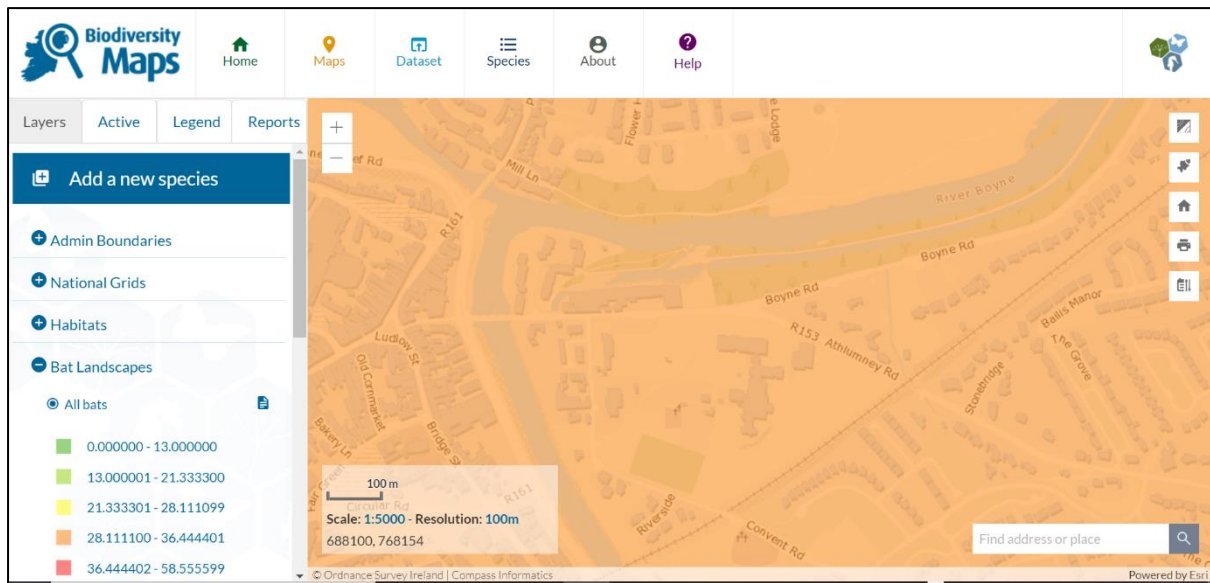 Biodiversity
Maps
Home
Maps
Dataset
Species
About
Help
Layers
Active
Legend
Reports
Add a new species
Admin Boundaries
National Grids
Habitats
Bat Landscapes
All bats
0.000000 - 13.000000
13.000001 - 21.333300
21.333301 - 28.111099
28.111100 - 36.444401
36.444402 - 58.555599
Mill Ln
R161
Lodge
River Boyne
Boyne Rd
Boyne Rd
R153 Athlumney Rd
Ballis Manor
The Grove
Stonebridge
Ludlow St
Old Cornmarket
Bridge St
Bakery Ln
R161
Circular Rd
Riverside
Convent Rd
100 m
Scale: 1:5000 - Resolution: 100m
688100, 768154
Find address or place
© Ordnance Survey Ireland | Compass Informatics
Powered by Esri